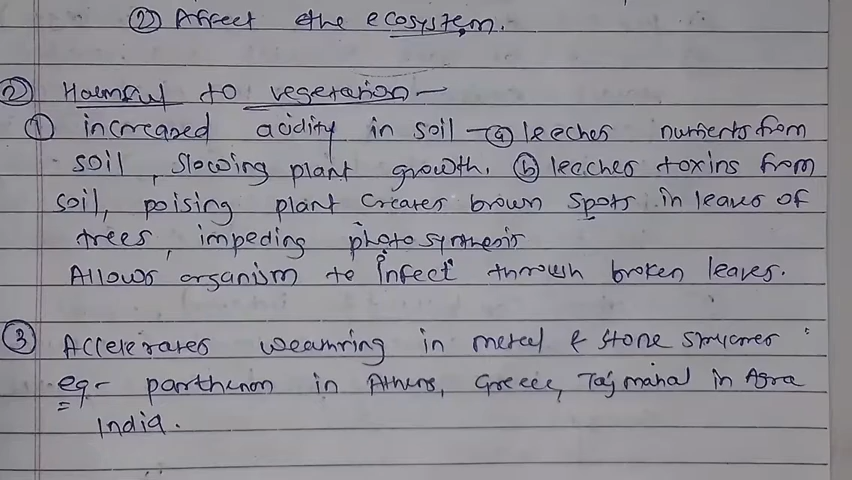 ② Affect the ecosystem.
② Harmful to vegetation —
① increased acidity in soil — ⓐ leeches nutrients from
soil, slowing plant growth. ⓑ leaches toxins from
soil, poising plant creates brown spots in leaves of
trees, impeding photosynthesis
Allows organism to infect through broken leaves.
③ Accelerates weathring in metal & stone structures
eg- parthenon in Athens, Greece, Taj mahal in Agra
India.